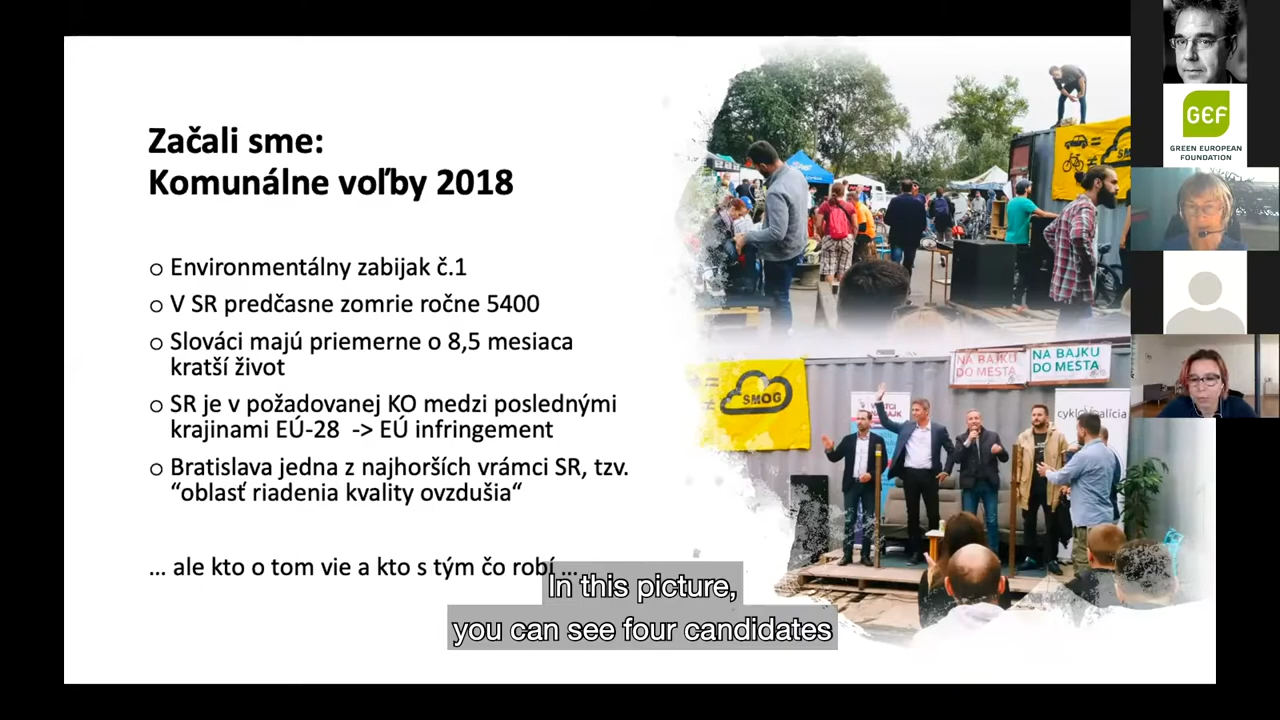 Začali sme:
Komunálne voľby 2018
o Environmentálny zabijak č.1
o V SR predčasne zomrie ročne 5400
o Slováci majú priemerne o 8,5 mesiaca
kratší život
o SR je v požadovanej KO medzi poslednými
krajinami EÚ-28 -> EÚ infringement
o Bratislava jedna z najhorších vrámci SR, tzv.
“oblasť riadenia kvality ovzdušia“
... ale kto o tom vie a kto s tým čo robí ...
In this picture,
you can see four candidates
SMOG
SMOG
NA BAJKU
DO MESTA
NA BAJKU
DO MESTA
GEF
GREEN EUROPEAN
FOUNDATION